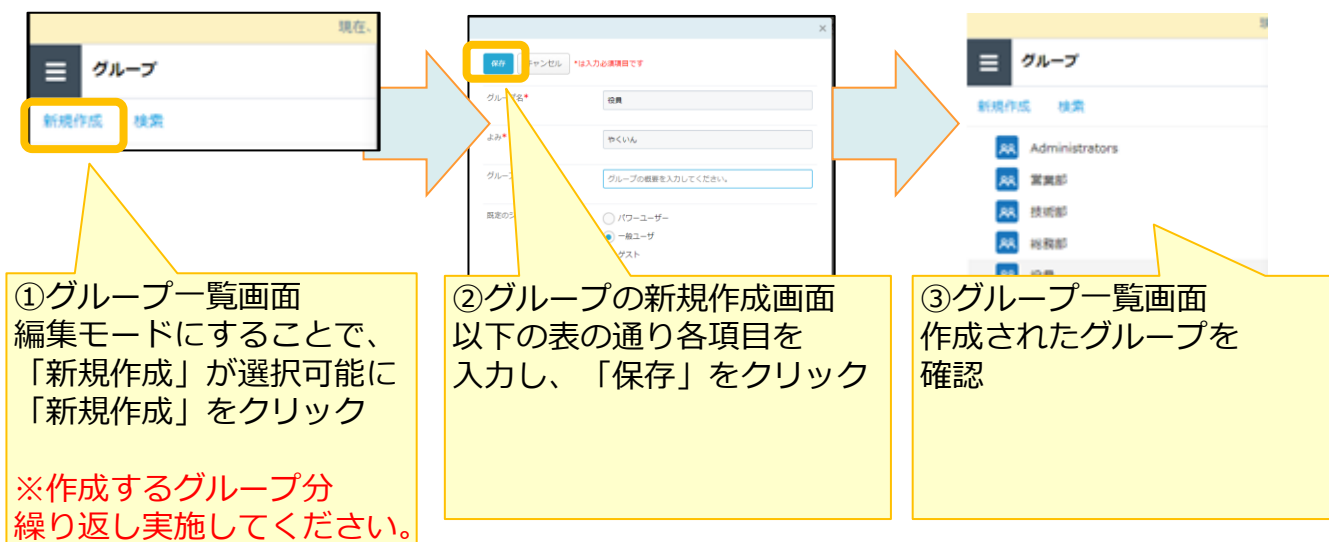 現在、
グループ
新規作成 検索
①グループ一覧画面
編集モードにすることで、
「新規作成」が選択可能に
「新規作成」をクリック
※作成するグループ分
繰り返し実施してください。
保存 キャンセル *は入力必須項目です
グループ名* 役員
よみ* やくいん
グループ グループの概要を入力してください。
既定の パワーユーザー
一般ユーザ
ゲスト
②グループの新規作成画面
以下の表の通り各項目を
入力し、「保存」をクリック
グループ
新規作成 検索
Administrators
営業部
技術部
総務部
役員
③グループ一覧画面
作成されたグループを
確認